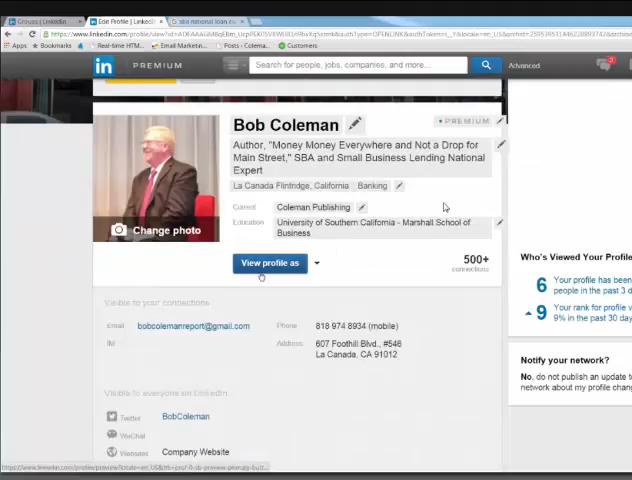 Groups | LinkedIn
Edit Profile | LinkedIn
sba national loan
Apps
Bookmarks
Real-time HTM...
Email Marketin...
Posts - Colema...
Customers
in PREMIUM
Search for people, jobs, companies, and more...
Advanced
Bob Coleman
PREMIUM
Author, "Money Money Everywhere and Not a Drop for
Main Street," SBA and Small Business Lending National
Expert
La Canada Flintridge, California Banking
Current Coleman Publishing
Education University of Southern California - Marshall School of
Business
Change photo
View profile as
500+
connections
Who's Viewed Your Profile
6 Your profile has been
people in the past 3 d
9 Your rank for profile v
9% in the past 30 day
Visible to your connections
Email bobcolemanreport@gmail.com
Phone 818 974 8934 (mobile)
IM
Address: 607 Foothill Blvd., #546
La Canada, CA 91012
Notify your network?
No, do not publish an update to
network about my profile chang
Visible to everyone on LinkedIn
Twitter BobColeman
WeChat
Websites Company Website